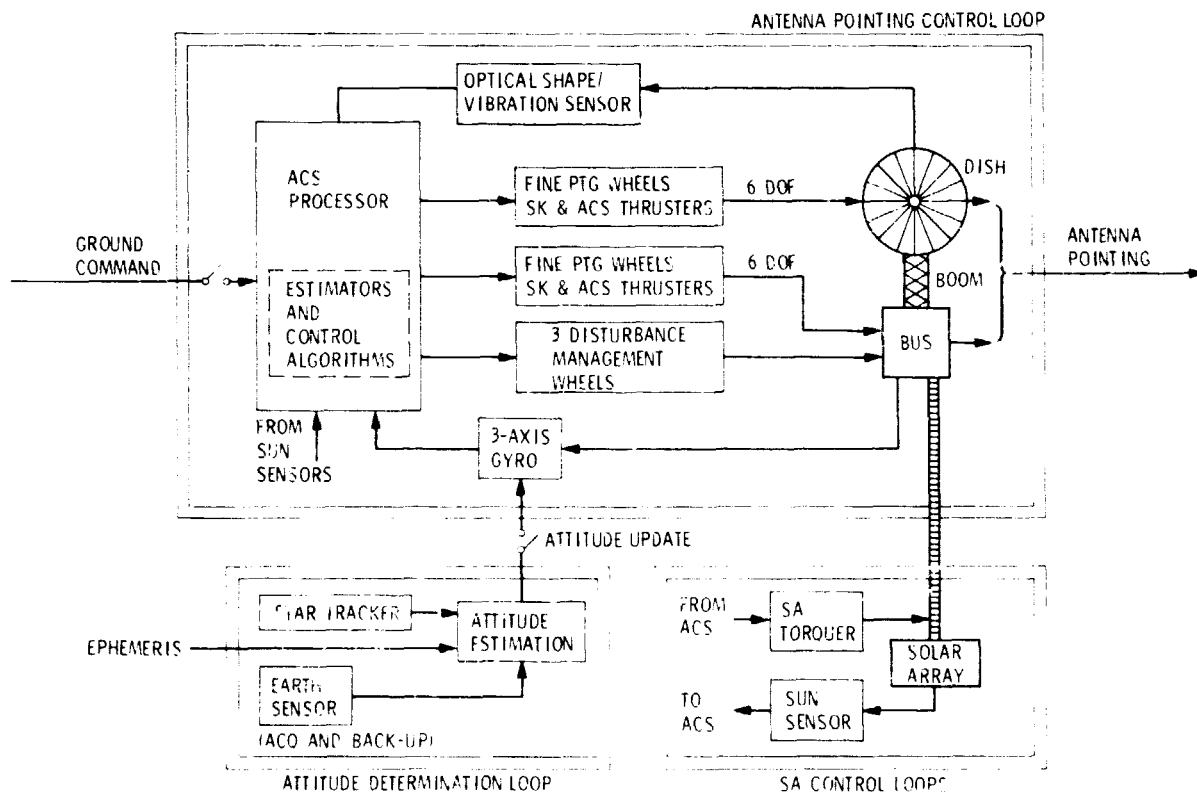 ANTENNA POINTING CONTROL LOOP
OPTICAL SHAPE/
VIBRATION SENSOR
ACS
PROCESSOR
FINE PTG WHEELS
SK & ACS THRUSTERS
6 DOF
DISH
GROUND
COMMAND
ANTENNA
POINTING
ESTIMATORS
AND
CONTROL
ALGORITHMS
FINE PTG WHEELS
SK & ACS THRUSTERS
6 DOF
BOOM
BUS
3 DISTURBANCE
MANAGEMENT
WHEELS
FROM
SUN
SENSORS
3-AXIS
GYRO
ATTITUDE UPDATE
STAR TRACKER
ATTITUDE
ESTIMATION
EPHEMERIS
EARTH
SENSOR
(ACQ AND BACK-UP)
ATTITUDE DETERMINATION LOOP
FROM
ACS
SA
TORQUER
SOLAR
ARRAY
TO
ACS
SUN
SENSOR
SA CONTROL LOOPS